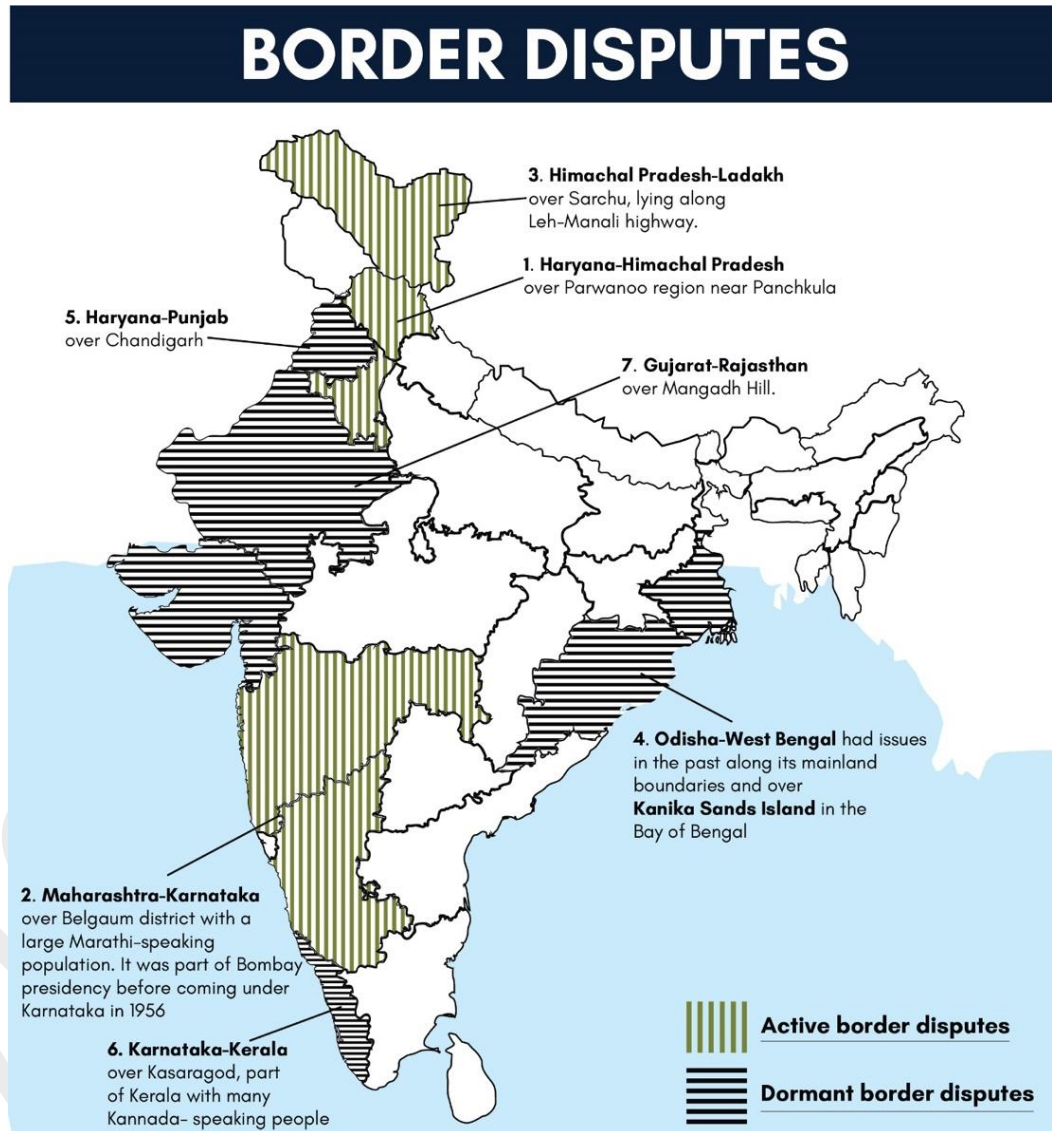 BORDER DISPUTES
3. Himachal Pradesh-Ladakh
over Sarchu, lying along
Leh-Manali highway.
1. Haryana-Himachal Pradesh
over Parwanoo region near Panchkula
5. Haryana-Punjab
over Chandigarh
7. Gujarat-Rajasthan
over Mangadh Hill.
4. Odisha-West Bengal had issues
in the past along its mainland
boundaries and over
Kanika Sands Island in the
Bay of Bengal
2. Maharashtra-Karnataka
over Belgaum district with a
large Marathi-speaking
population. It was part of Bombay
presidency before coming under
Karnataka in 1956
6. Karnataka-Kerala
over Kasaragod, part
of Kerala with many
Kannada- speaking people
Active border disputes
Dormant border disputes